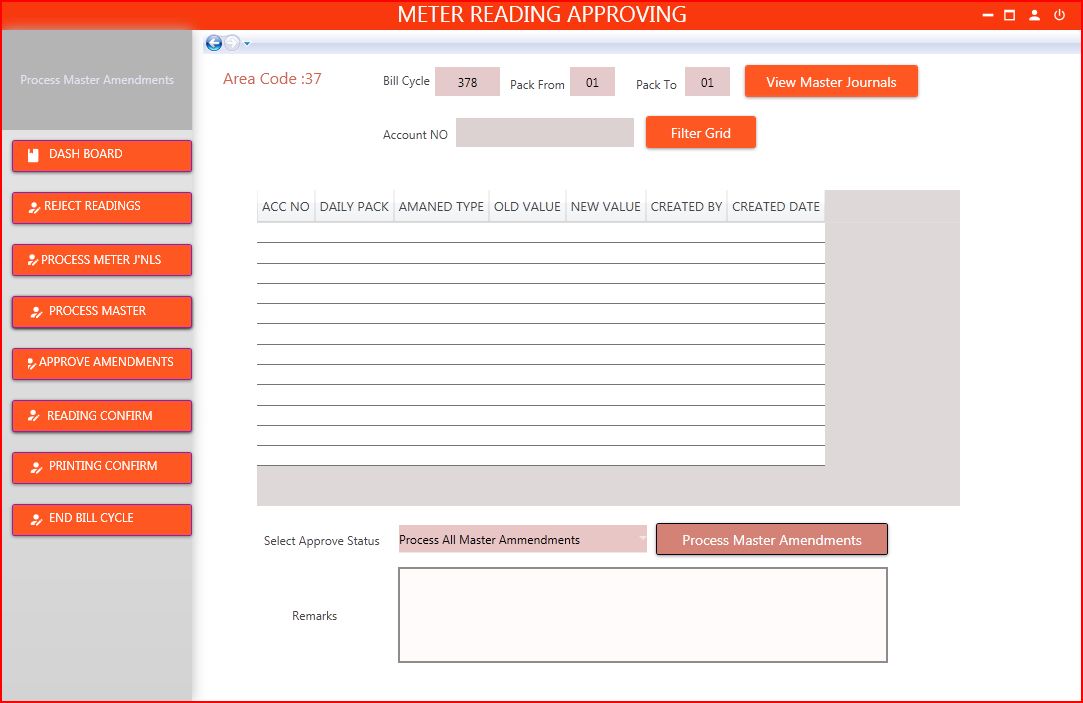 METER READING APPROVING
Process Master Amendments
Area Code :37
Bill Cycle 378 Pack From 01 Pack To 01 View Master Journals
Account NO Filter Grid
DASH BOARD
REJECT READINGS
PROCESS METER J'NLS
PROCESS MASTER
APPROVE AMENDMENTS
READING CONFIRM
PRINTING CONFIRM
END BILL CYCLE
ACC NO DAILY PACK AMANED TYPE OLD VALUE NEW VALUE CREATED BY CREATED DATE
Select Approve Status Process All Master Ammendments Process Master Amendments
Remarks